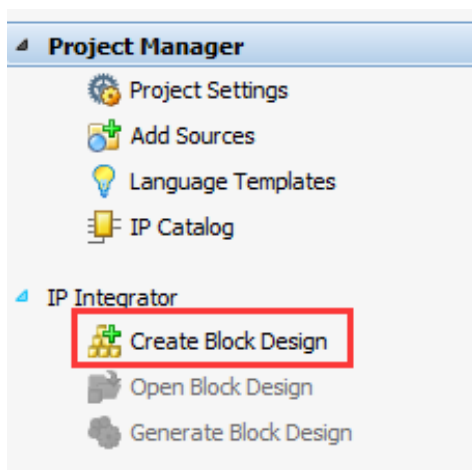 Project Manager
Project Settings
Add Sources
Language Templates
IP Catalog
IP Integrator
Create Block Design
Open Block Design
Generate Block Design